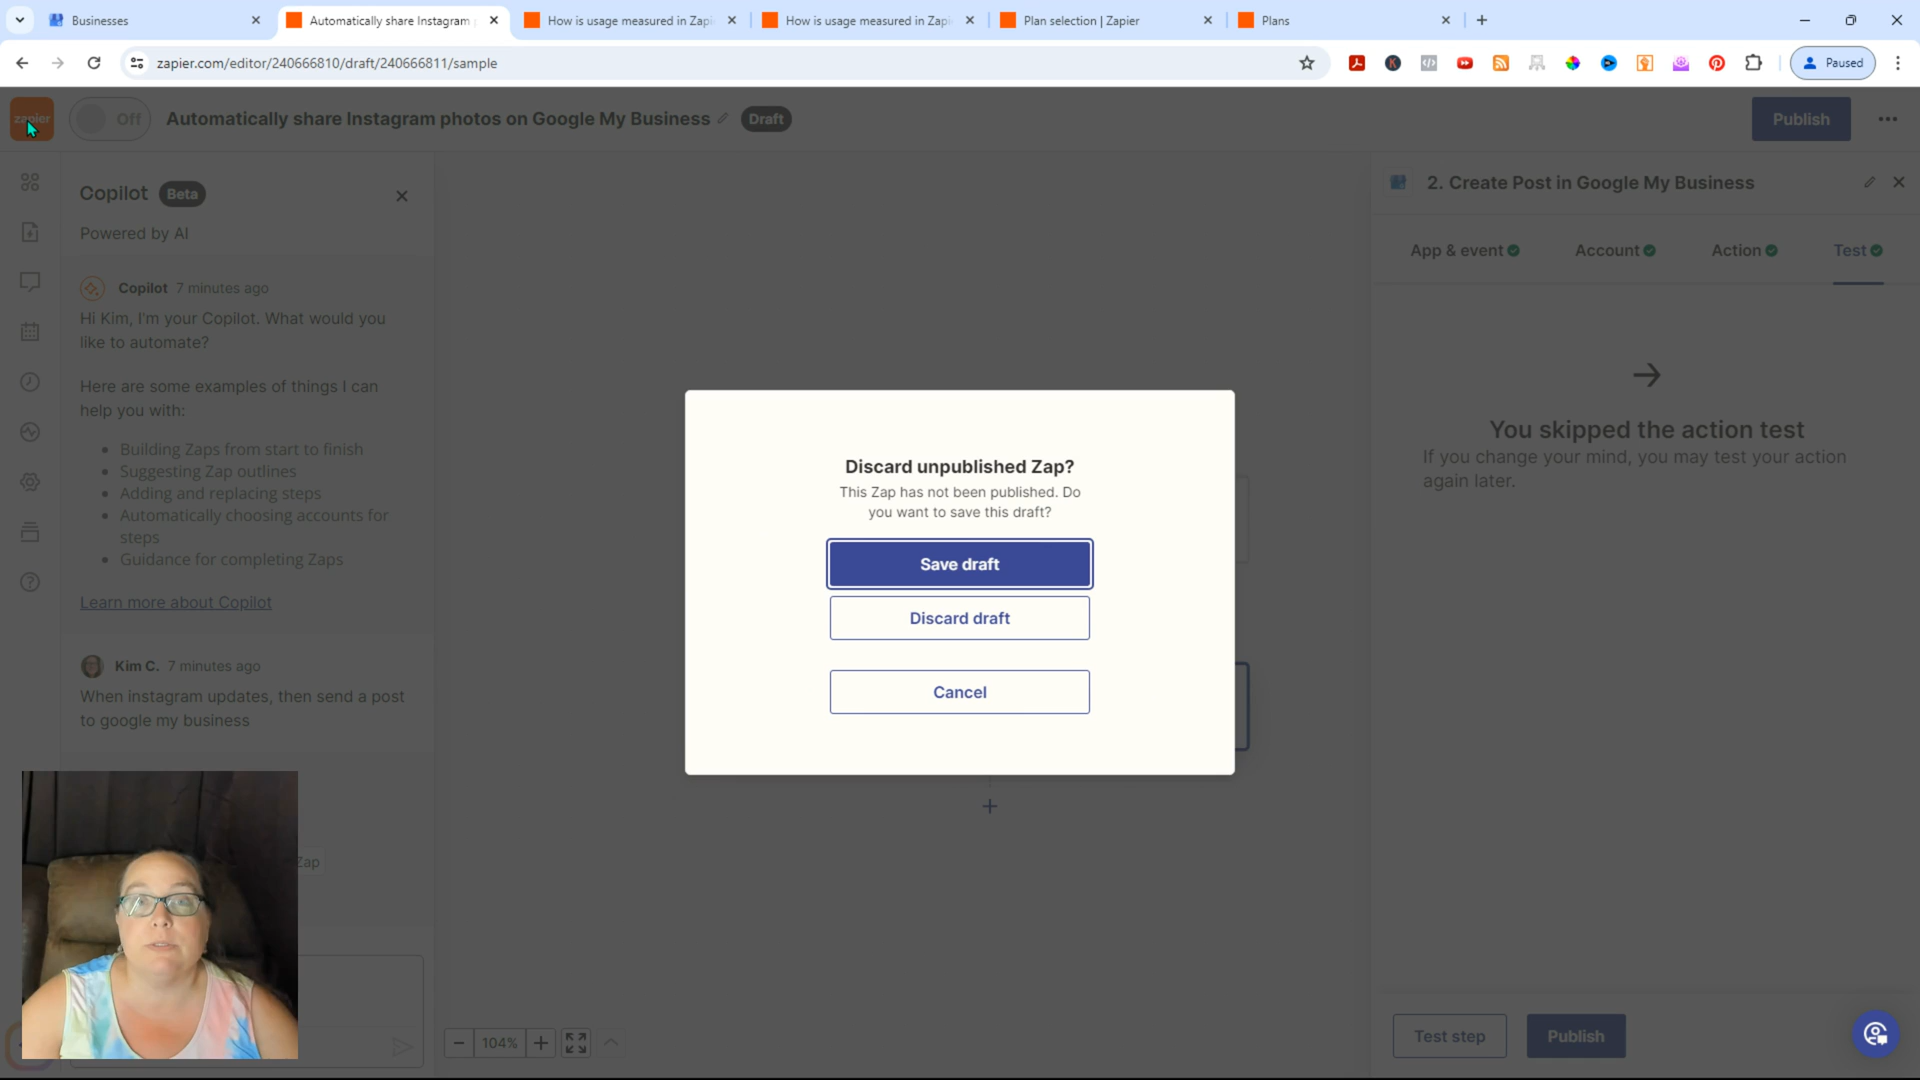 Businesses
Automatically share Instagram
How is usage measured in Zapi
How is usage measured in Zapi
Plan selection | Zapier
Plans
zapier.com/editor/240666810/draft/240666811/sample
Paused
zapier
Off
Automatically share Instagram photos on Google My Business
Draft
Publish
Copilot
Beta
Powered by AI
Copilot 7 minutes ago
Hi Kim, I'm your Copilot. What would you
like to automate?
Here are some examples of things I can
help you with:
• Building Zaps from start to finish
• Suggesting Zap outlines
• Adding and replacing steps
• Automatically choosing accounts for
steps
• Guidance for completing Zaps
Learn more about Copilot
Kim C. 7 minutes ago
When instagram updates, then send a post
to google my business
Zap
Discard unpublished Zap?
This Zap has not been published. Do
you want to save this draft?
Save draft
Discard draft
Cancel
104%
2. Create Post in Google My Business
App & event
Account
Action
Test
You skipped the action test
If you change your mind, you may test your action
again later.
Test step
Publish